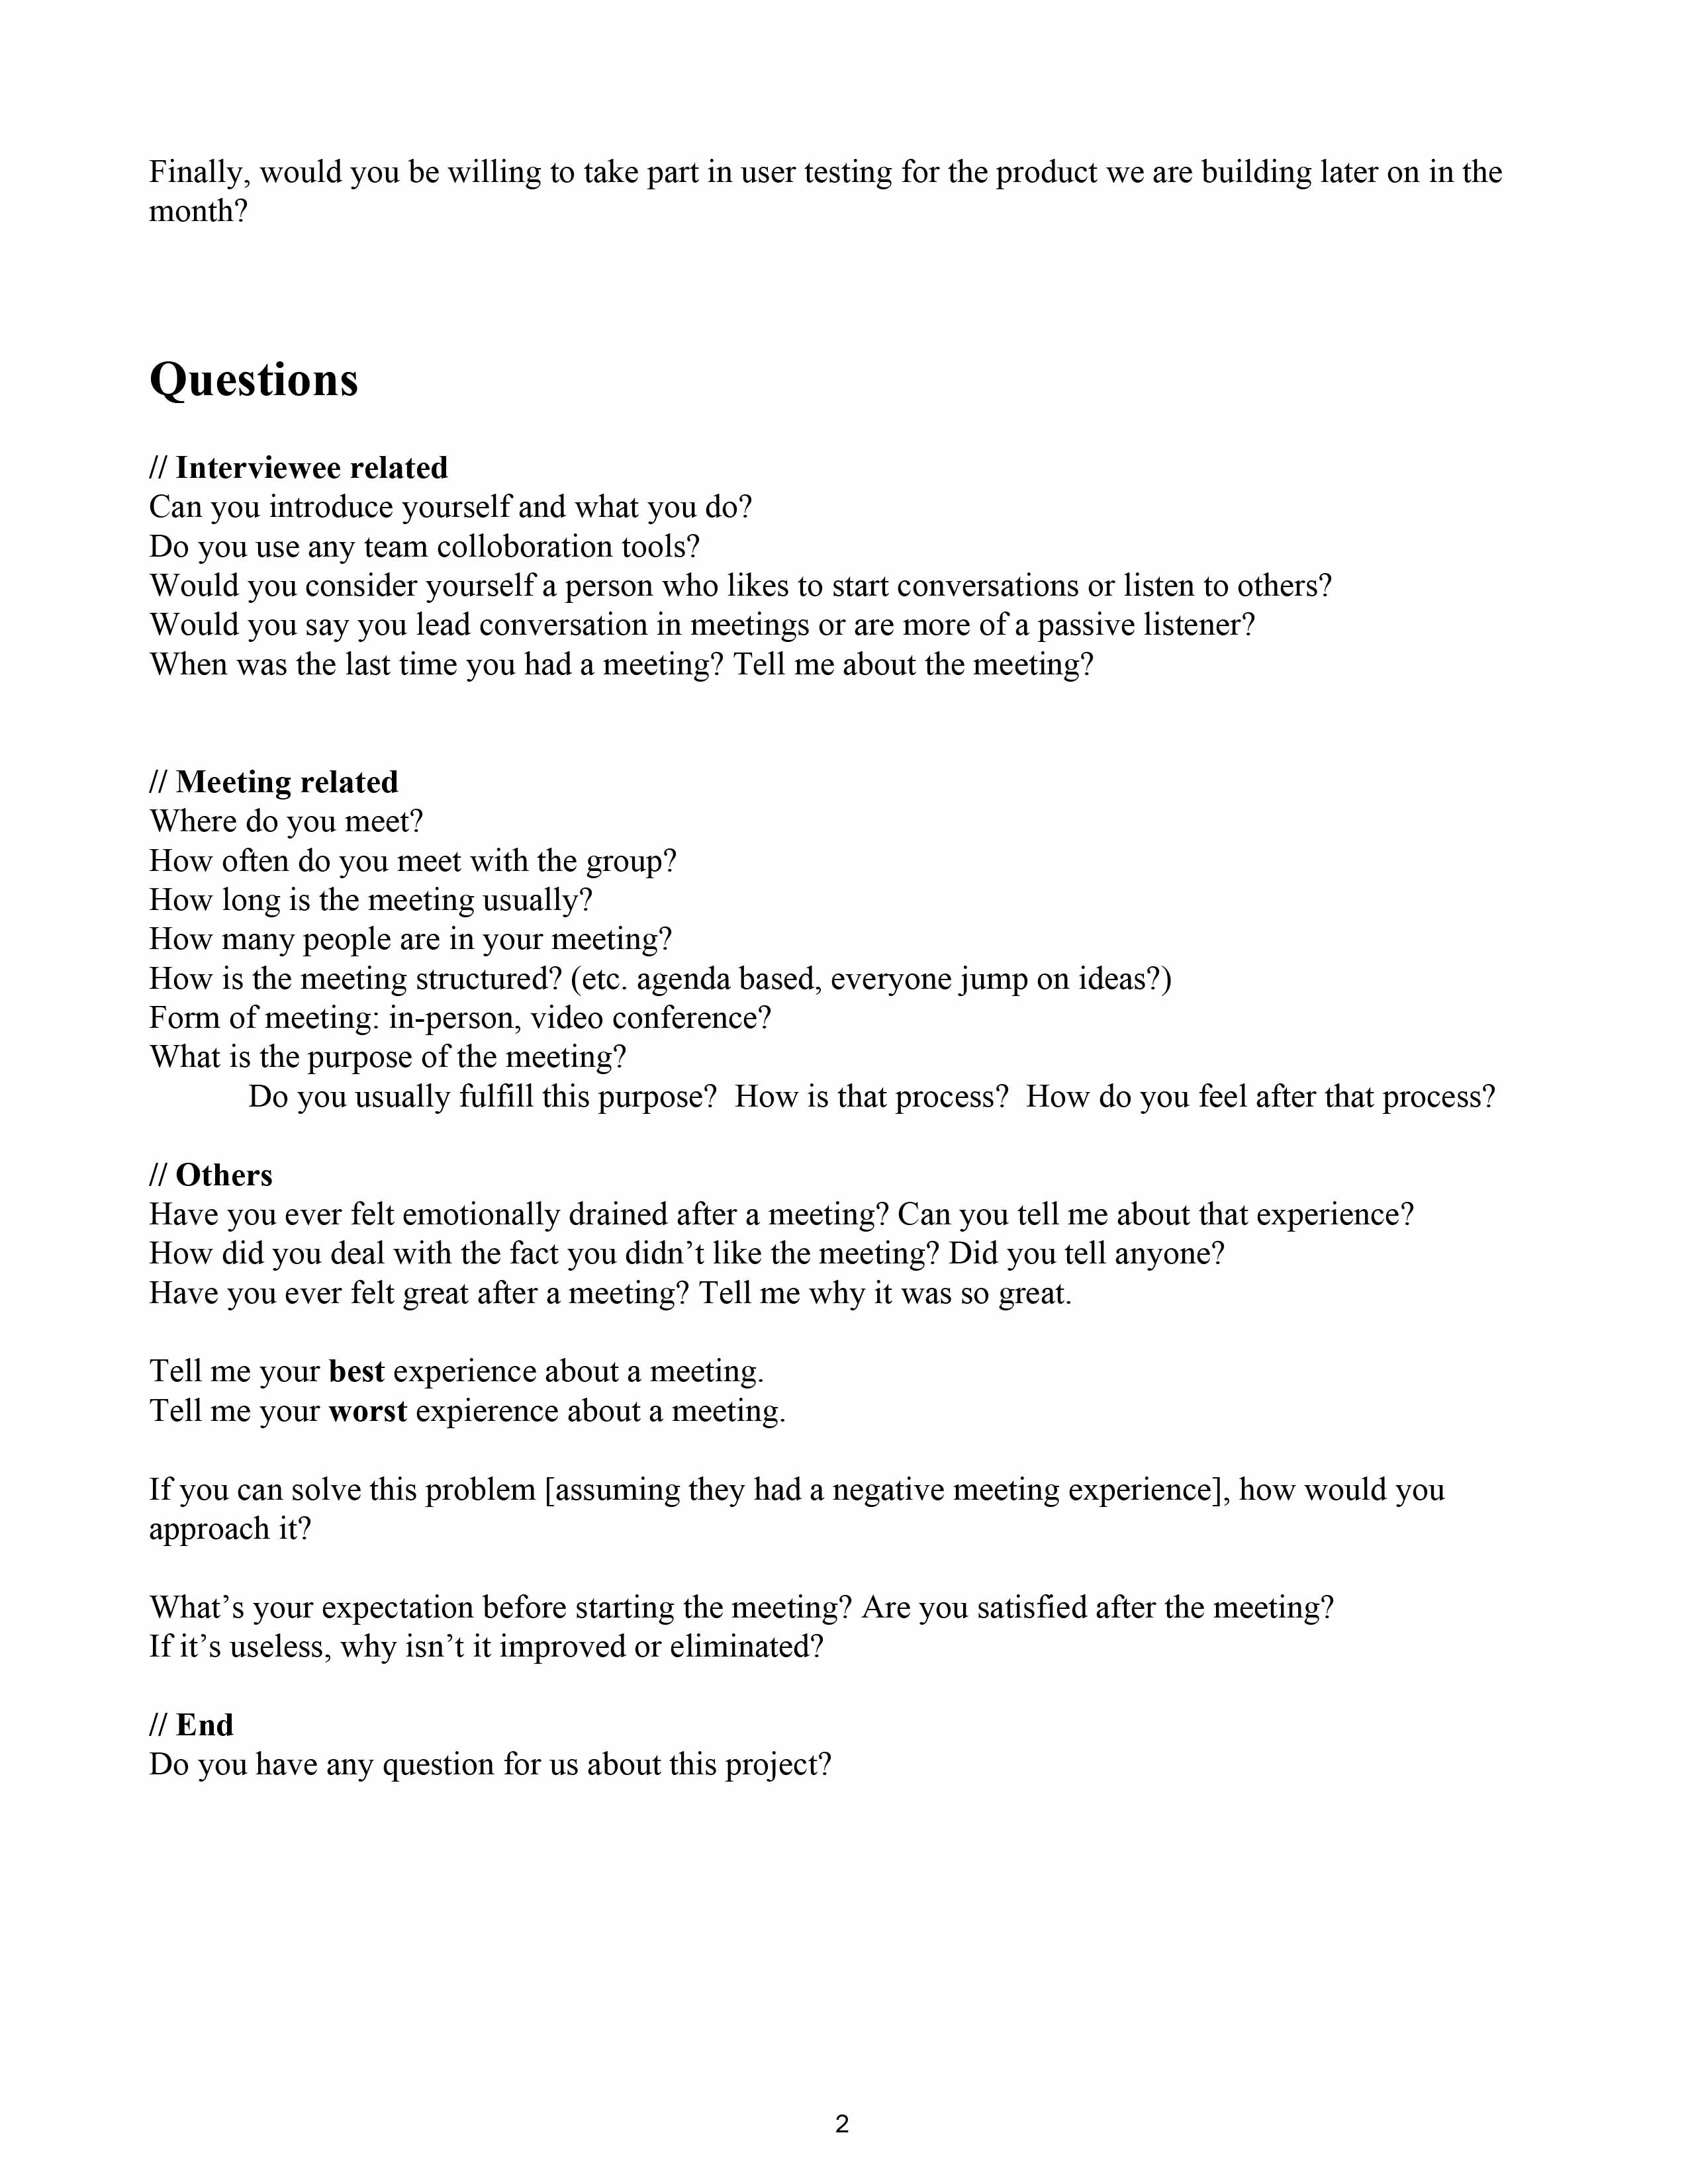 Finally, would you be willing to take part in user testing for the product we are building later on in the
month?
Questions
// Interviewee related
Can you introduce yourself and what you do?
Do you use any team colloboration tools?
Would you consider yourself a person who likes to start conversations or listen to others?
Would you say you lead conversation in meetings or are more of a passive listener?
When was the last time you had a meeting? Tell me about the meeting?
// Meeting related
Where do you meet?
How often do you meet with the group?
How long is the meeting usually?
How many people are in your meeting?
How is the meeting structured? (etc. agenda based, everyone jump on ideas?)
Form of meeting: in-person, video conference?
What is the purpose of the meeting?
Do you usually fulfill this purpose?  How is that process?  How do you feel after that process?
// Others
Have you ever felt emotionally drained after a meeting? Can you tell me about that experience?
How did you deal with the fact you didn’t like the meeting? Did you tell anyone?
Have you ever felt great after a meeting? Tell me why it was so great.
Tell me your best experience about a meeting.
Tell me your worst expierence about a meeting.
If you can solve this problem [assuming they had a negative meeting experience], how would you
approach it?
What’s your expectation before starting the meeting? Are you satisfied after the meeting?
If it’s useless, why isn’t it improved or eliminated?
// End
Do you have any question for us about this project?
2